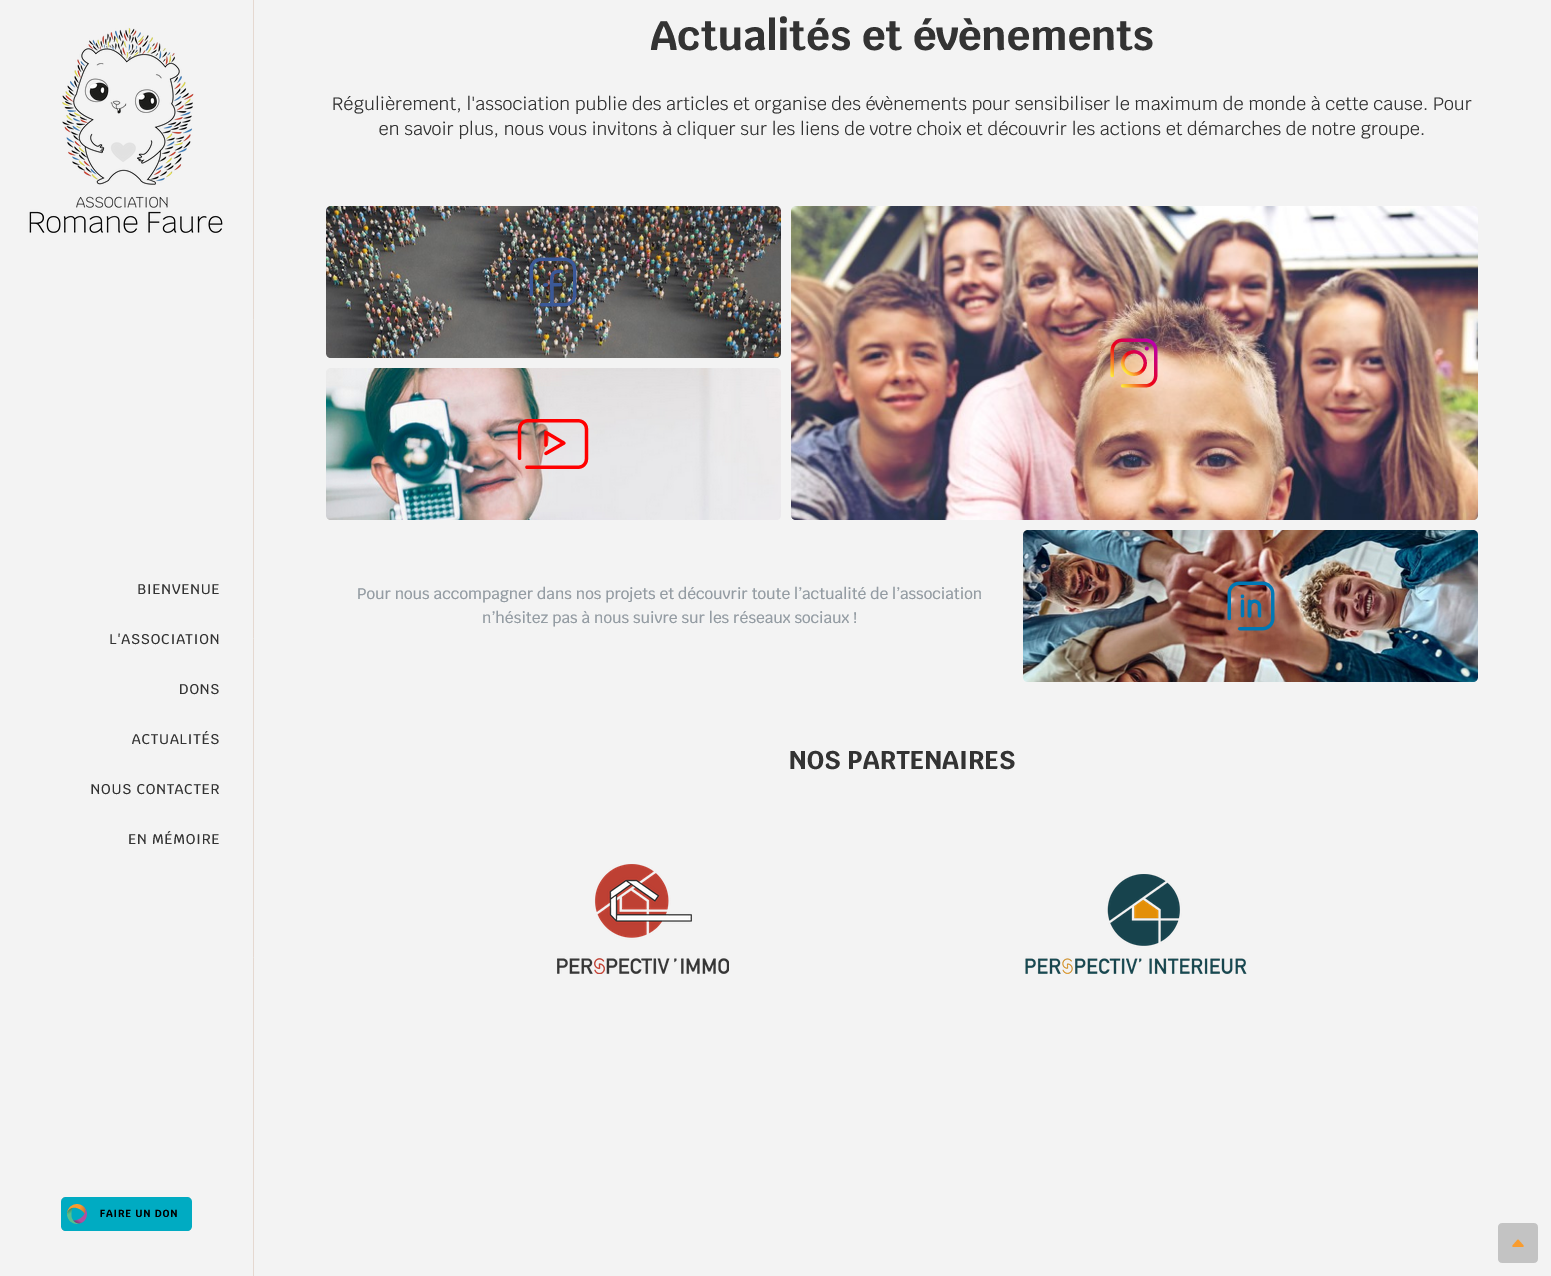 ASSOCIATION
Romane Faure
BIENVENUE
L'ASSOCIATION
DONS
ACTUALITÉS
NOUS CONTACTER
EN MÉMOIRE
FAIRE UN DON
Actualités et évènements
Régulièrement, l'association publie des articles et organise des évènements pour sensibiliser le maximum de monde à cette cause. Pour
en savoir plus, nous vous invitons à cliquer sur les liens de votre choix et découvrir les actions et démarches de notre groupe.
f
in
Pour nous accompagner dans nos projets et découvrir toute l’actualité de l’association
n’hésitez pas à nous suivre sur les réseaux sociaux !
NOS PARTENAIRES
PERSPECTIV'IMMO
PERSPECTIV' INTERIEUR